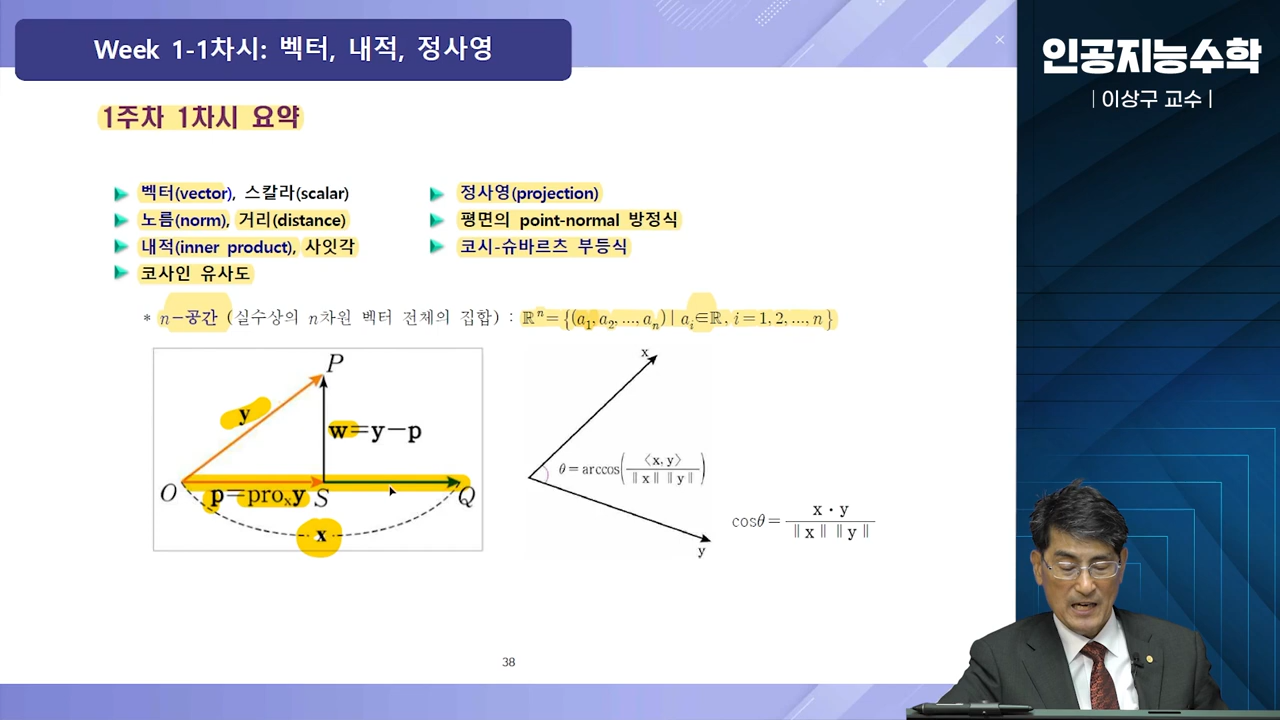 Week 1-1차시: 벡터, 내적, 정사영
인공지능수학
| 이상구 교수 |
1주차 1차시 요약
벡터(vector), 스칼라(scalar)
노름(norm), 거리(distance)
내적(inner product), 사잇각
코사인 유사도
정사영(projection)
평면의 point-normal 방정식
코시-슈바르츠 부등식
* n-공간 (실수상의 n차원 벡터 전체의 집합) : ℝⁿ = {(a₁, a₂, ..., aₙ) | aᵢ∈ℝ, i = 1, 2, ..., n}
P
y
w=y−p
O
p=proₓy
S
Q
x
x
θ = arccos(⟨x, y⟩ / ‖x‖ ‖y‖)
y
cosθ = x · y / ‖x‖ ‖y‖
38